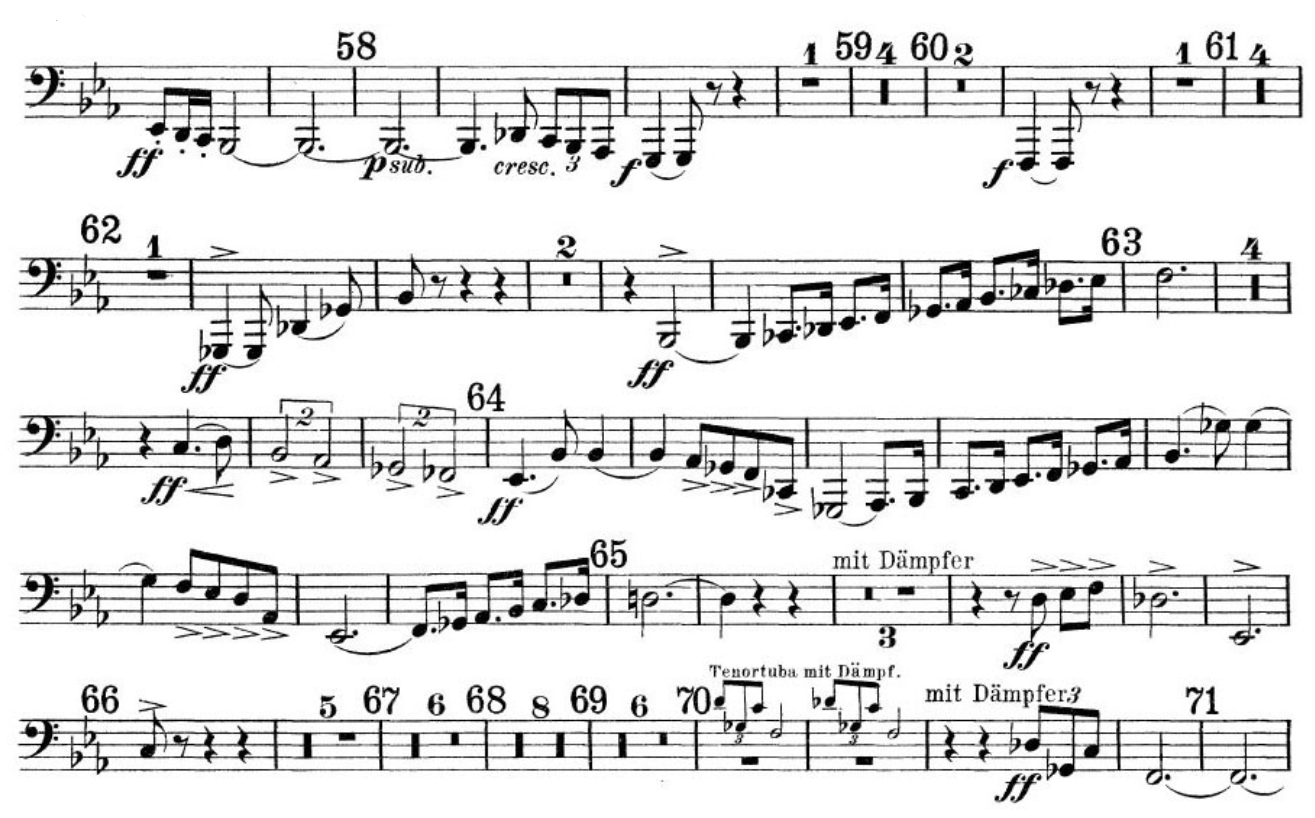 58 1 59 4 60 2 1 61 4
ff p sub. cresc. 3 f f
62 1 2 63 4
ff ff
2 2 64
ff ff
65 mit Dämpfer
3 ff
Tenortuba mit Dämpf.
66 5 67 6 68 8 69 6 70 mit Dämpfer 3 71
3 3 ff